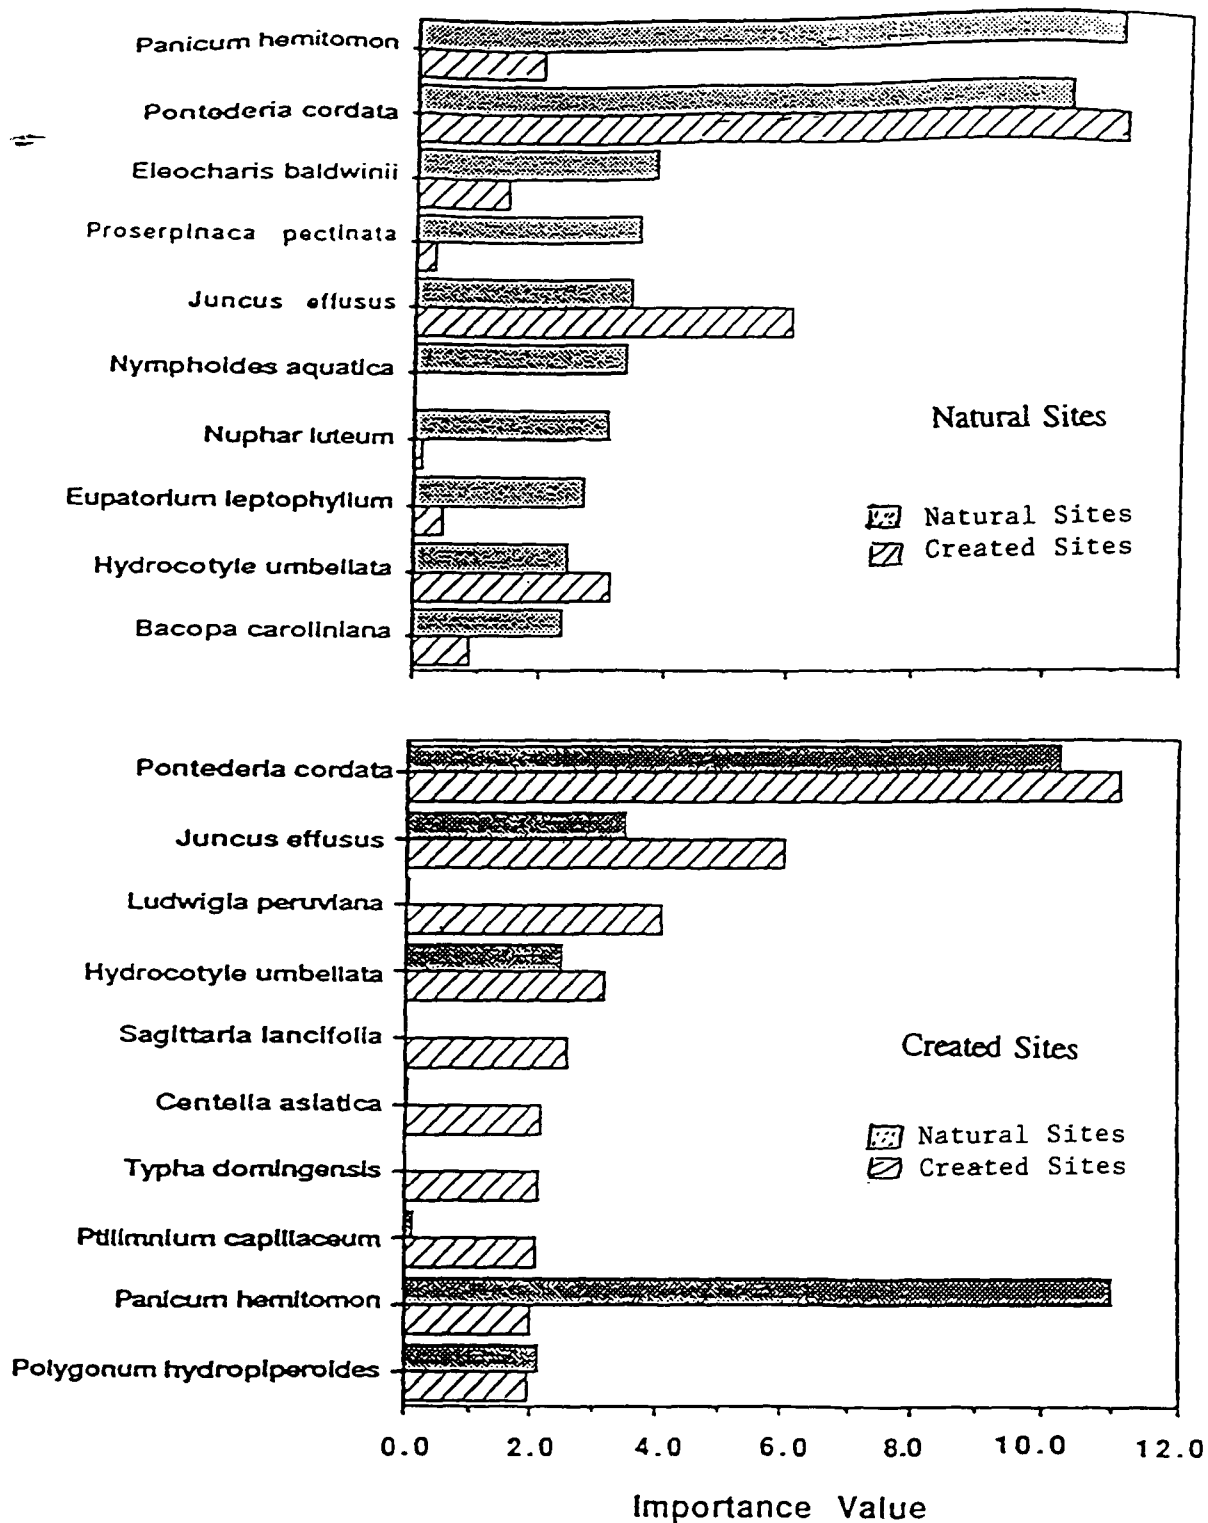 Panicum hemitomon
Pontederia cordata
Eleocharis baldwinii
Proserpinaca pectinata
Juncus effusus
Nymphoides aquatica
Nuphar luteum
Eupatorium leptophyllum
Hydrocotyle umbellata
Bacopa caroliniana
Natural Sites
Natural Sites
Created Sites
Pontederia cordata
Juncus effusus
Ludwigia peruviana
Hydrocotyle umbellata
Sagittaria lancifolia
Centella asiatica
Typha domingensis
Ptilimnium capillaceum
Panicum hemitomon
Polygonum hydropiperoides
Created Sites
Natural Sites
Created Sites
0.0 2.0 4.0 6.0 8.0 10.0 12.0
Importance Value